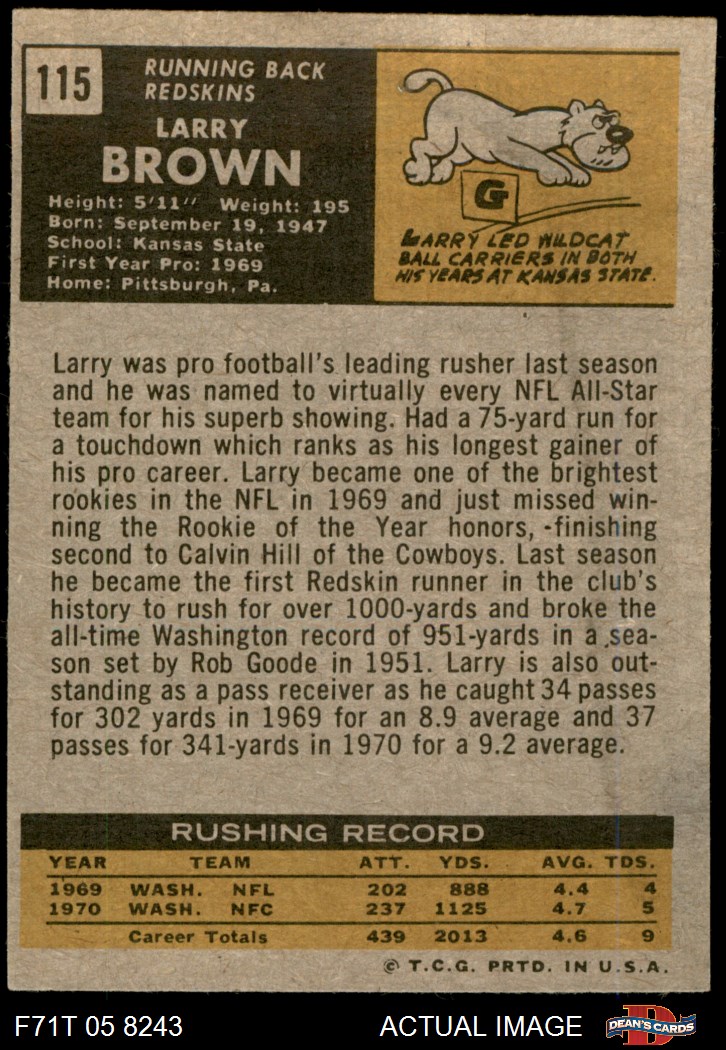 115
RUNNING BACK
REDSKINS
LARRY
BROWN
Height: 5'11" Weight: 195
Born: September 19, 1947
School: Kansas State
First Year Pro: 1969
Home: Pittsburgh, Pa.
G
LARRY LED WILDCAT
BALL CARRIERS IN BOTH
HIS YEARS AT KANSAS STATE.
Larry was pro football's leading rusher last season
and he was named to virtually every NFL All-Star
team for his superb showing. Had a 75-yard run for
a touchdown which ranks as his longest gainer of
his pro career. Larry became one of the brightest
rookies in the NFL in 1969 and just missed win-
ning the Rookie of the Year honors, -finishing
second to Calvin Hill of the Cowboys. Last season
he became the first Redskin runner in the club's
history to rush for over 1000-yards and broke the
all-time Washington record of 951-yards in a sea-
son set by Rob Goode in 1951. Larry is also out-
standing as a pass receiver as he caught 34 passes
for 302 yards in 1969 for an 8.9 average and 37
passes for 341-yards in 1970 for a 9.2 average.
RUSHING RECORD
YEAR TEAM ATT. YDS. AVG. TDS.
1969 WASH. NFL 202 888 4.4 4
1970 WASH. NFC 237 1125 4.7 5
Career Totals 439 2013 4.6 9
© T.C.G. PRTD. IN U.S.A.
F71T 05 8243 ACTUAL IMAGE D DEAN'S CARDS